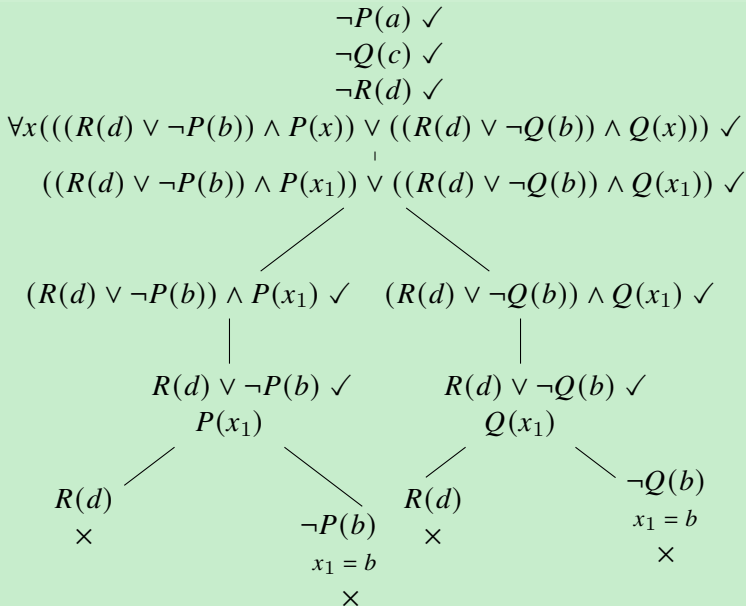 ¬P(a) ✓
¬Q(c) ✓
¬R(d) ✓
∀x(((R(d) ∨ ¬P(b)) ∧ P(x)) ∨ ((R(d) ∨ ¬Q(b)) ∧ Q(x))) ✓
((R(d) ∨ ¬P(b)) ∧ P(x₁)) ∨ ((R(d) ∨ ¬Q(b)) ∧ Q(x₁)) ✓
(R(d) ∨ ¬P(b)) ∧ P(x₁) ✓ (R(d) ∨ ¬Q(b)) ∧ Q(x₁) ✓
R(d) ∨ ¬P(b) ✓ R(d) ∨ ¬Q(b) ✓
P(x₁) Q(x₁)
R(d)
×
¬P(b)
x₁ = b
×
R(d)
×
¬Q(b)
x₁ = b
×